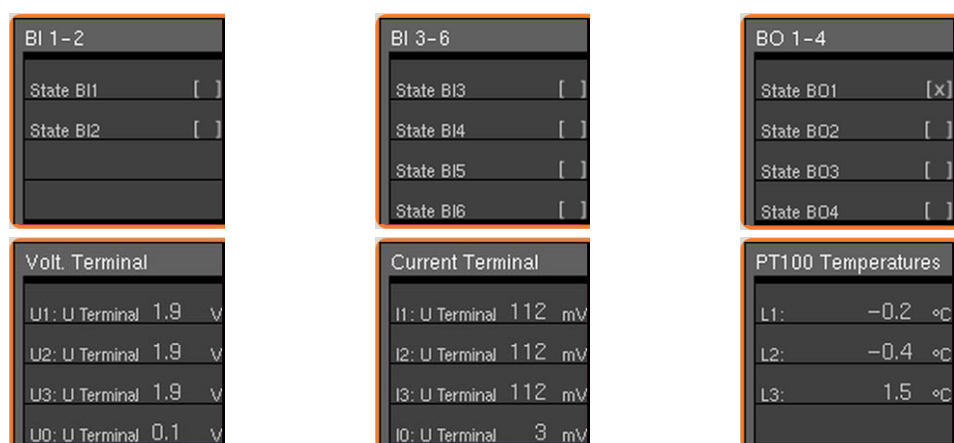 BI 1-2
State BI1 [ ]
State BI2 [ ]
BI 3-6
State BI3 [ ]
State BI4 [ ]
State BI5 [ ]
State BI6 [ ]
BO 1-4
State BO1 [x]
State BO2 [ ]
State BO3 [ ]
State BO4 [ ]
Volt. Terminal
U1: U Terminal 1.9 V
U2: U Terminal 1.9 V
U3: U Terminal 1.9 V
U0: U Terminal 0.1 V
Current Terminal
I1: U Terminal 112 mV
I2: U Terminal 112 mV
I3: U Terminal 112 mV
I0: U Terminal 3 mV
PT100 Temperatures
L1: -0.2 °C
L2: -0.4 °C
L3: 1.5 °C